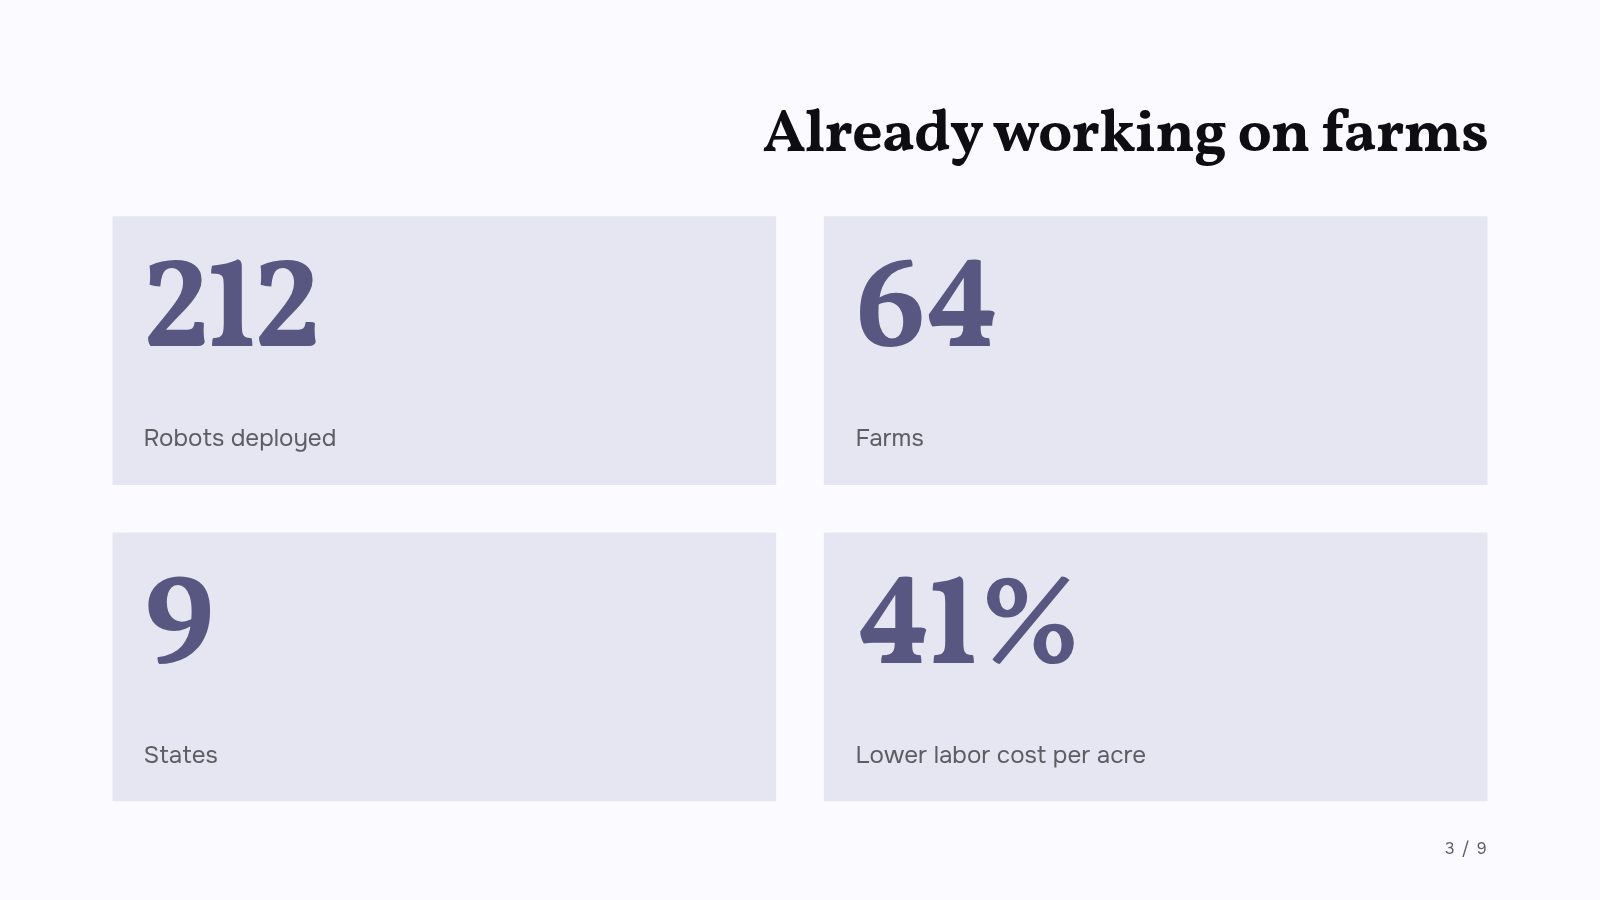 Already working on farms
212
Robots deployed
64
Farms
9
States
41%
Lower labor cost per acre
3 / 9